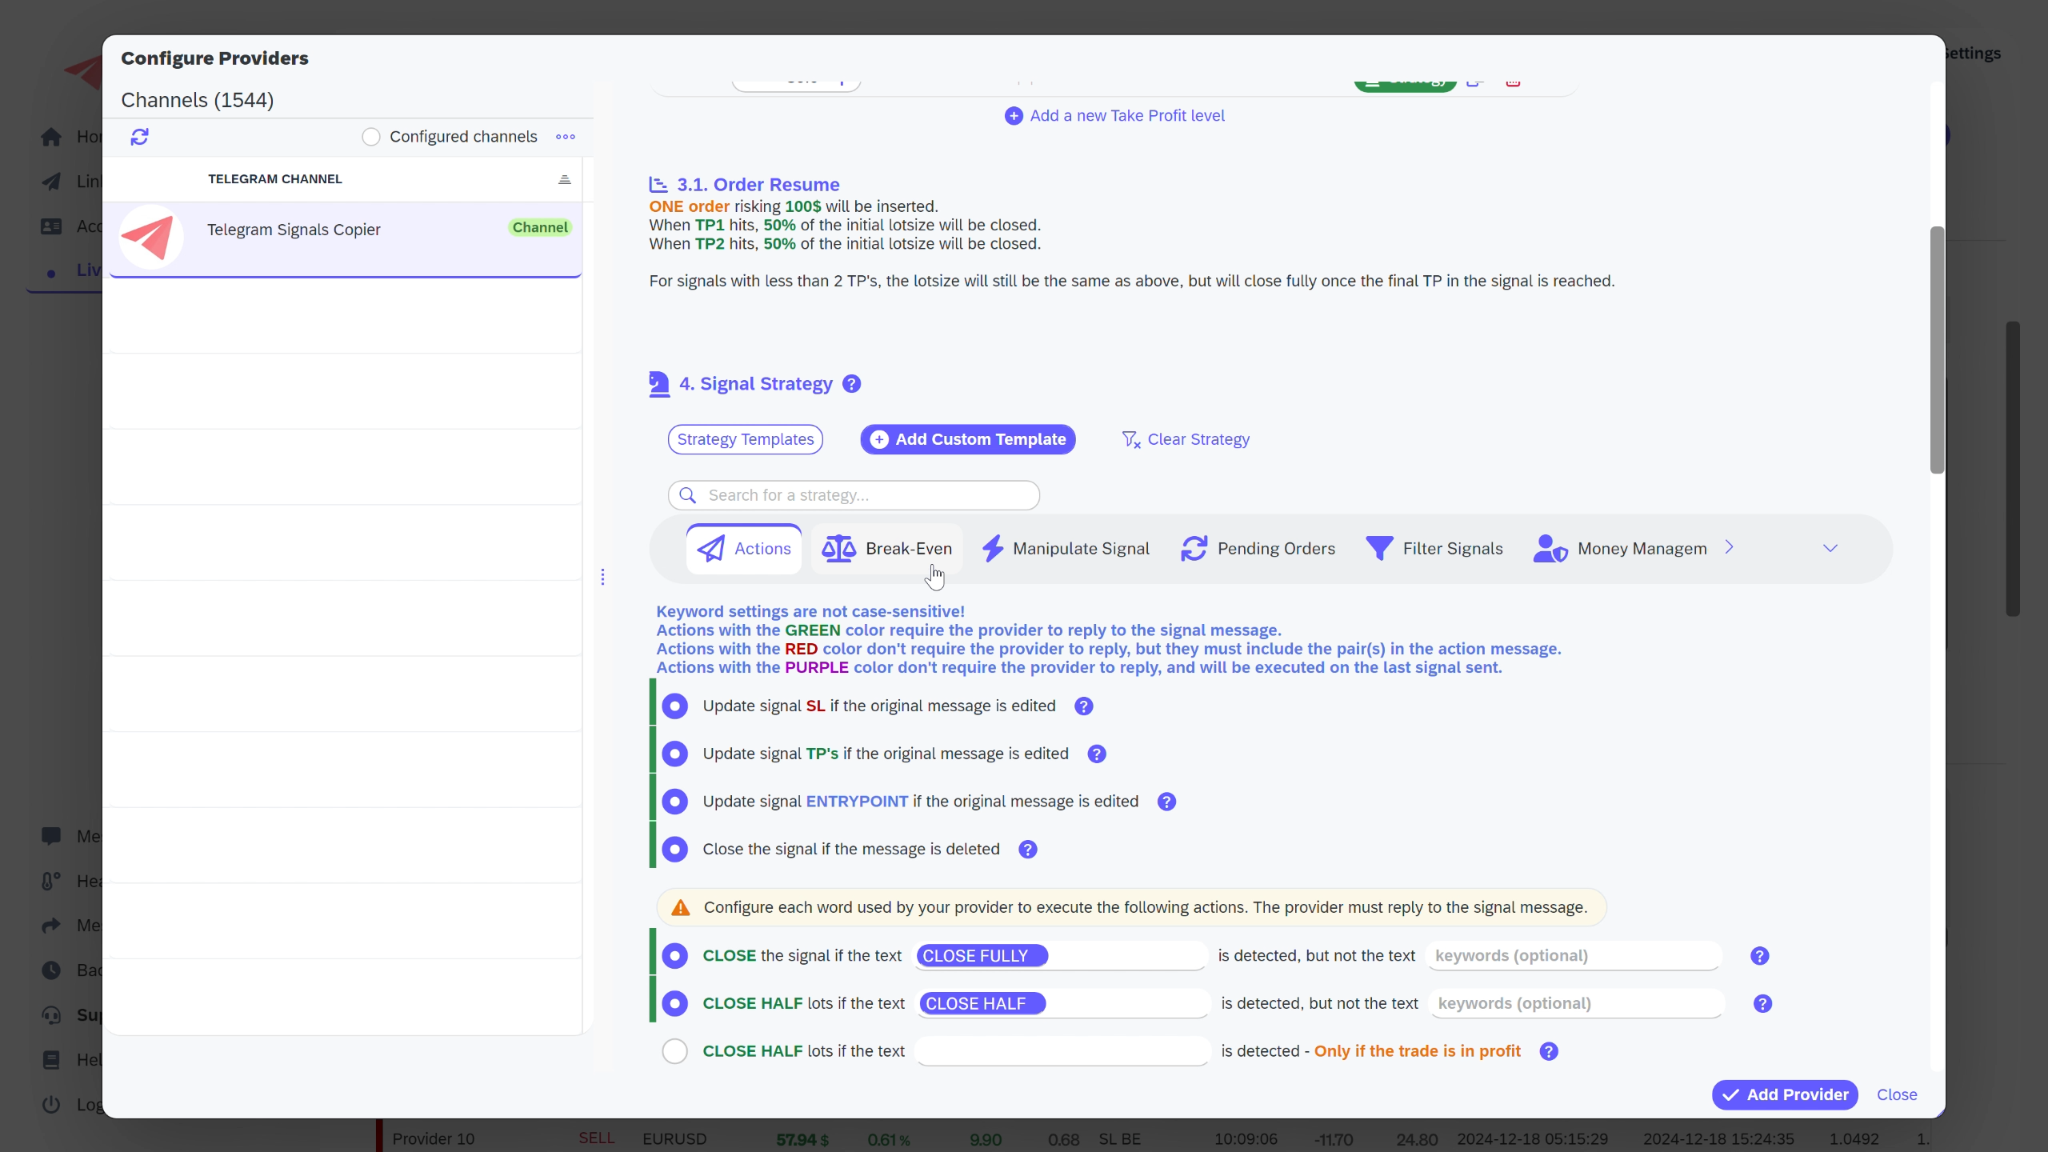 Configure Providers
Settings
Channels (1544)
Configured channels
TELEGRAM CHANNEL
Telegram Signals Copier
Channel
Add a new Take Profit level
3.1. Order Resume
ONE order risking 100$ will be inserted.
When TP1 hits, 50% of the initial lotsize will be closed.
When TP2 hits, 50% of the initial lotsize will be closed.
For signals with less than 2 TP's, the lotsize will still be the same as above, but will close fully once the final TP in the signal is reached.
4. Signal Strategy
Strategy Templates
Add Custom Template
Clear Strategy
Search for a strategy...
Actions
Break-Even
Manipulate Signal
Pending Orders
Filter Signals
Money Managem
Keyword settings are not case-sensitive!
Actions with the GREEN color require the provider to reply to the signal message.
Actions with the RED color don't require the provider to reply, but they must include the pair(s) in the action message.
Actions with the PURPLE color don't require the provider to reply, and will be executed on the last signal sent.
Update signal SL if the original message is edited
Update signal TP's if the original message is edited
Update signal ENTRYPOINT if the original message is edited
Close the signal if the message is deleted
Configure each word used by your provider to execute the following actions. The provider must reply to the signal message.
CLOSE the signal if the text CLOSE FULLY is detected, but not the text keywords (optional)
CLOSE HALF lots if the text CLOSE HALF is detected, but not the text keywords (optional)
CLOSE HALF lots if the text is detected - Only if the trade is in profit
Add Provider
Close
Provider 10 SELL EURUSD 57.94 $ 0.61 % 9.90 0.68 SL BE 10:09:06 -11.70 24.80 2024-12-18 05:15:29 2024-12-18 15:24:35 1.0492 1.